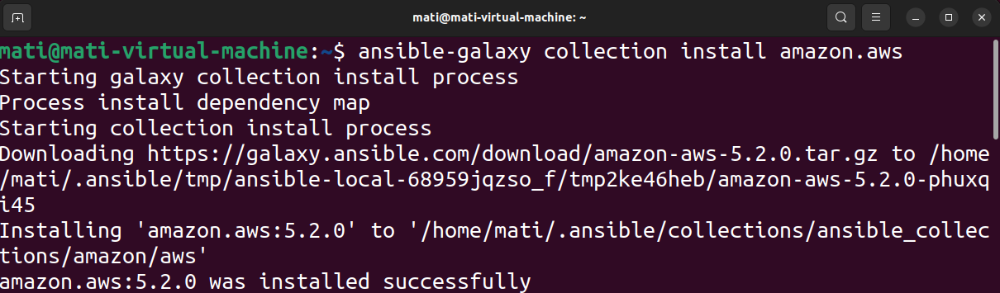 mati@mati-virtual-machine: ~
mati@mati-virtual-machine:~$ ansible-galaxy collection install amazon.aws
Starting galaxy collection install process
Process install dependency map
Starting collection install process
Downloading https://galaxy.ansible.com/download/amazon-aws-5.2.0.tar.gz to /home
/mati/.ansible/tmp/ansible-local-68959jqzso_f/tmp2ke46heb/amazon-aws-5.2.0-phuxq
i45
Installing 'amazon.aws:5.2.0' to '/home/mati/.ansible/collections/ansible_collec
tions/amazon/aws'
amazon.aws:5.2.0 was installed successfully